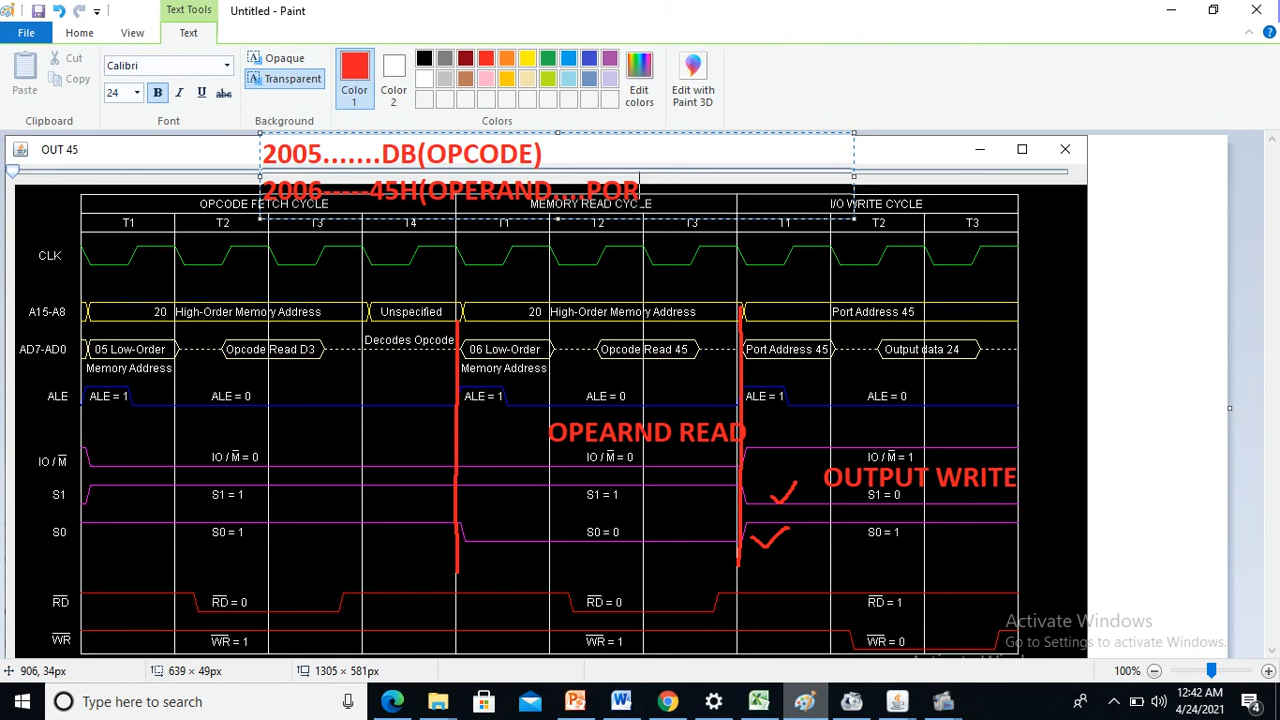 Text Tools
Untitled - Paint
File
Home
View
Text
Paste
Cut
Copy
Clipboard
Calibri
24
B I U abc
Font
Opaque
Transparent
Background
Color 1
Color 2
Edit colors
Edit with Paint 3D
Colors
OUT 45
2005.......DB(OPCODE)
2006-----45H(OPERAND....POR
OPCODE FETCH CYCLE MEMORY READ CYCLE I/O WRITE CYCLE
T1 T2 T3 T4 T1 T2 T3 T1 T2 T3
CLK
A15-A8 20 High-Order Memory Address Unspecified 20 High-Order Memory Address Port Address 45
Decodes Opcode
AD7-AD0 05 Low-Order Opcode Read D3 06 Low-Order Opcode Read 45 Port Address 45 Output data 24
Memory Address Memory Address
ALE ALE = 1 ALE = 0 ALE = 1 ALE = 0 ALE = 1 ALE = 0
OPEARND READ
IO / M̅ IO / M̅ = 0 IO / M̅ = 0 IO / M̅ = 1
OUTPUT WRITE
S1 S1 = 1 S1 = 1 S1 = 0
S0 S0 = 1 S0 = 0 S0 = 1
R̅D̅ R̅D̅ = 0 R̅D̅ = 0 R̅D̅ = 1
W̅R̅ W̅R̅ = 1 W̅R̅ = 1 W̅R̅ = 0
Activate Windows
Go to Settings to activate Windows.
906, 34px
639 × 49px
1305 × 581px
100%
Type here to search
12:42 AM
4/24/2021
4